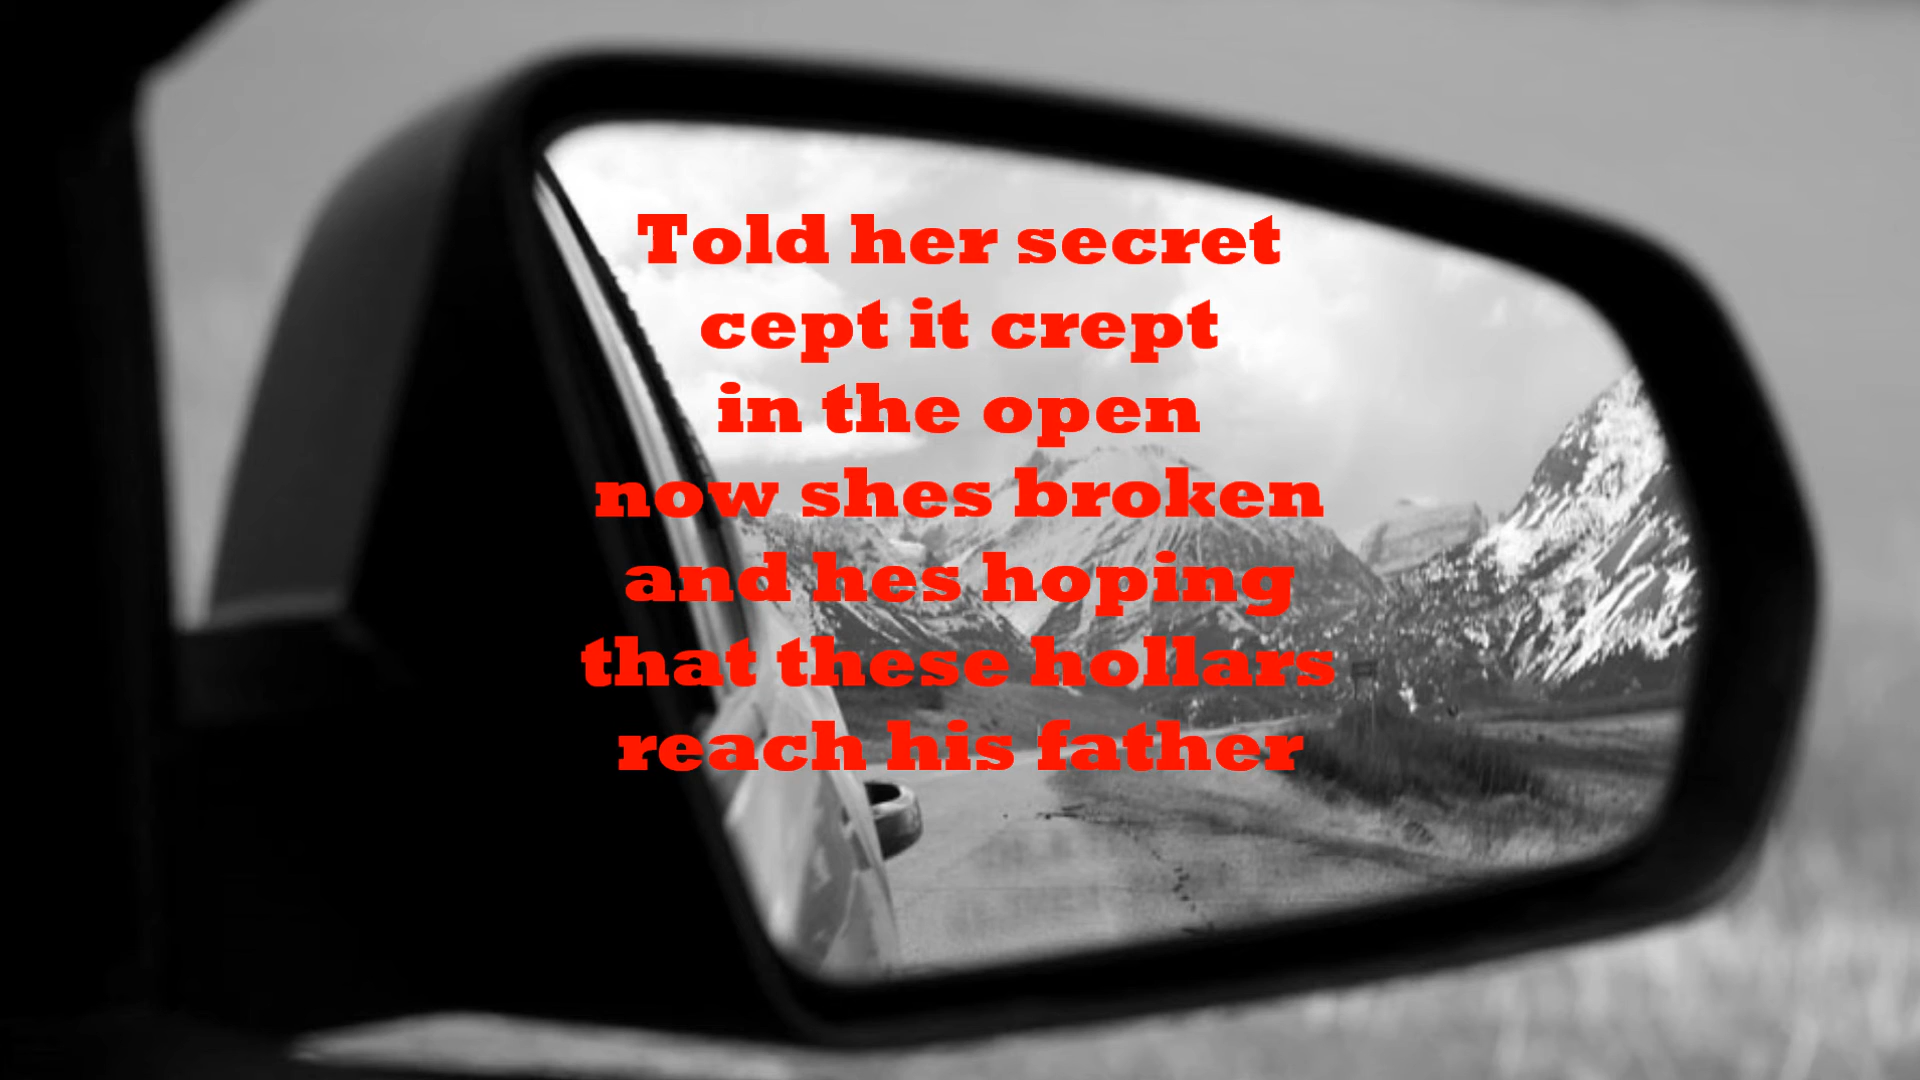 Told her secret
cept it crept
in the open
now shes broken
and hes hoping
that these hollars
reach his father